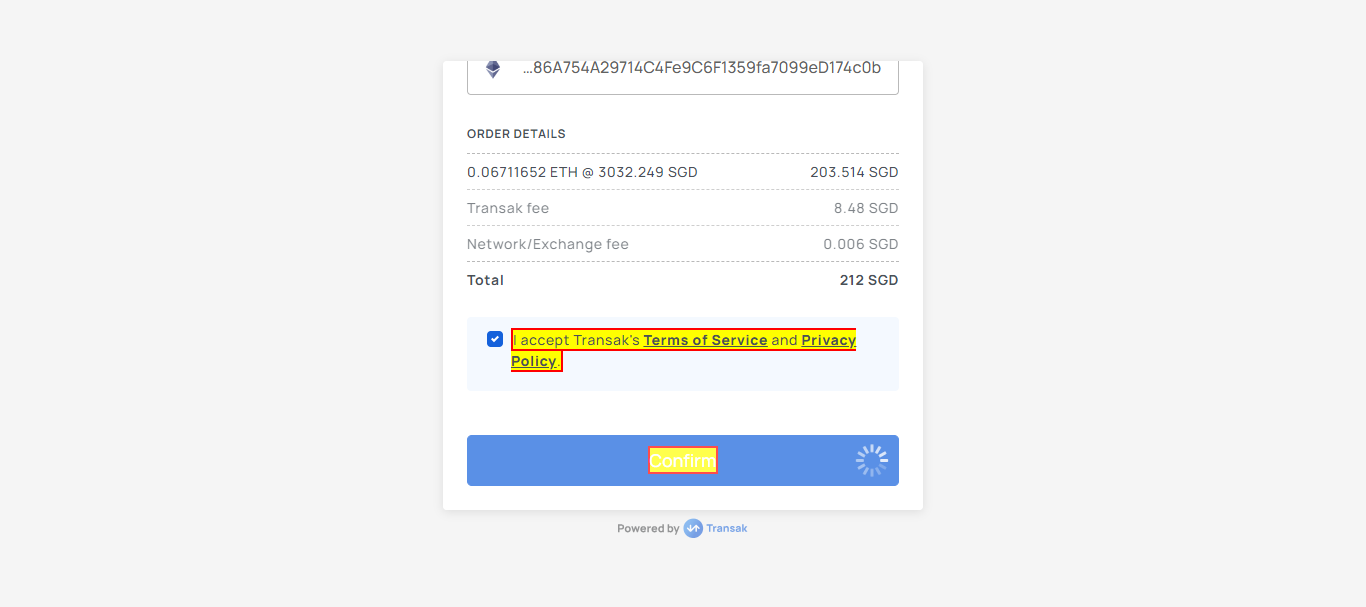 ...86A754A29714C4Fe9C6F1359fa7099eD174c0b
ORDER DETAILS
0.06711652 ETH @ 3032.249 SGD 203.514 SGD
Transak fee 8.48 SGD
Network/Exchange fee 0.006 SGD
Total 212 SGD
I accept Transak's Terms of Service and Privacy
Policy.
Confirm
Powered by Transak